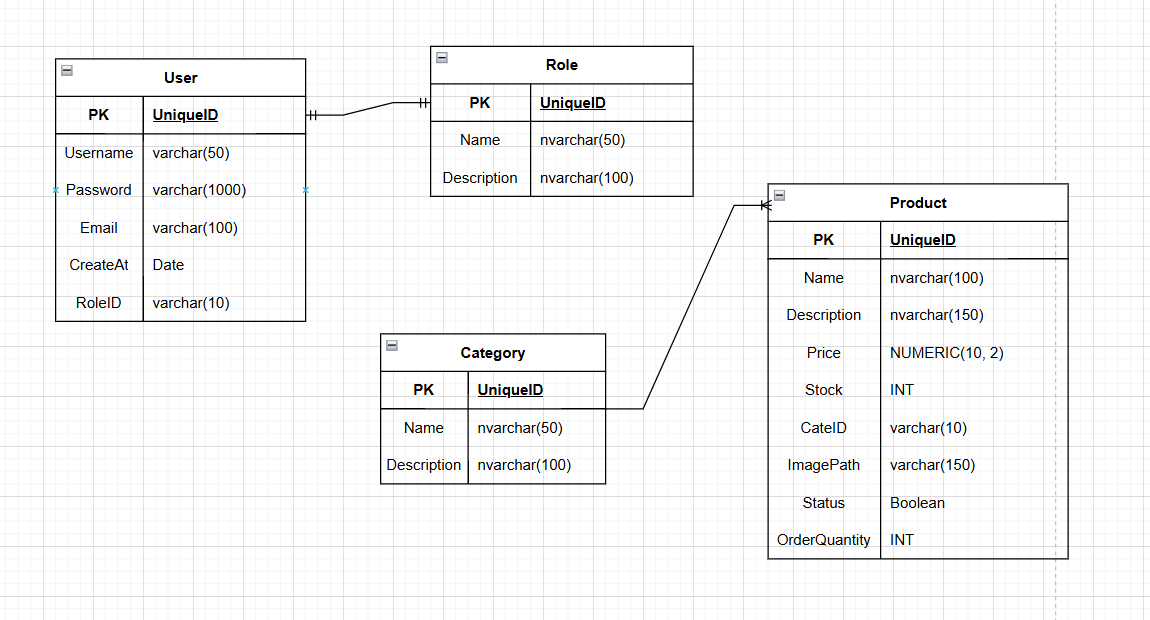 User
PK UniqueID
Username varchar(50)
Password varchar(1000)
Email varchar(100)
CreateAt Date
RoleID varchar(10)
Role
PK UniqueID
Name nvarchar(50)
Description nvarchar(100)
Category
PK UniqueID
Name nvarchar(50)
Description nvarchar(100)
Product
PK UniqueID
Name nvarchar(100)
Description nvarchar(150)
Price NUMERIC(10, 2)
Stock INT
CateID varchar(10)
ImagePath varchar(150)
Status Boolean
OrderQuantity INT